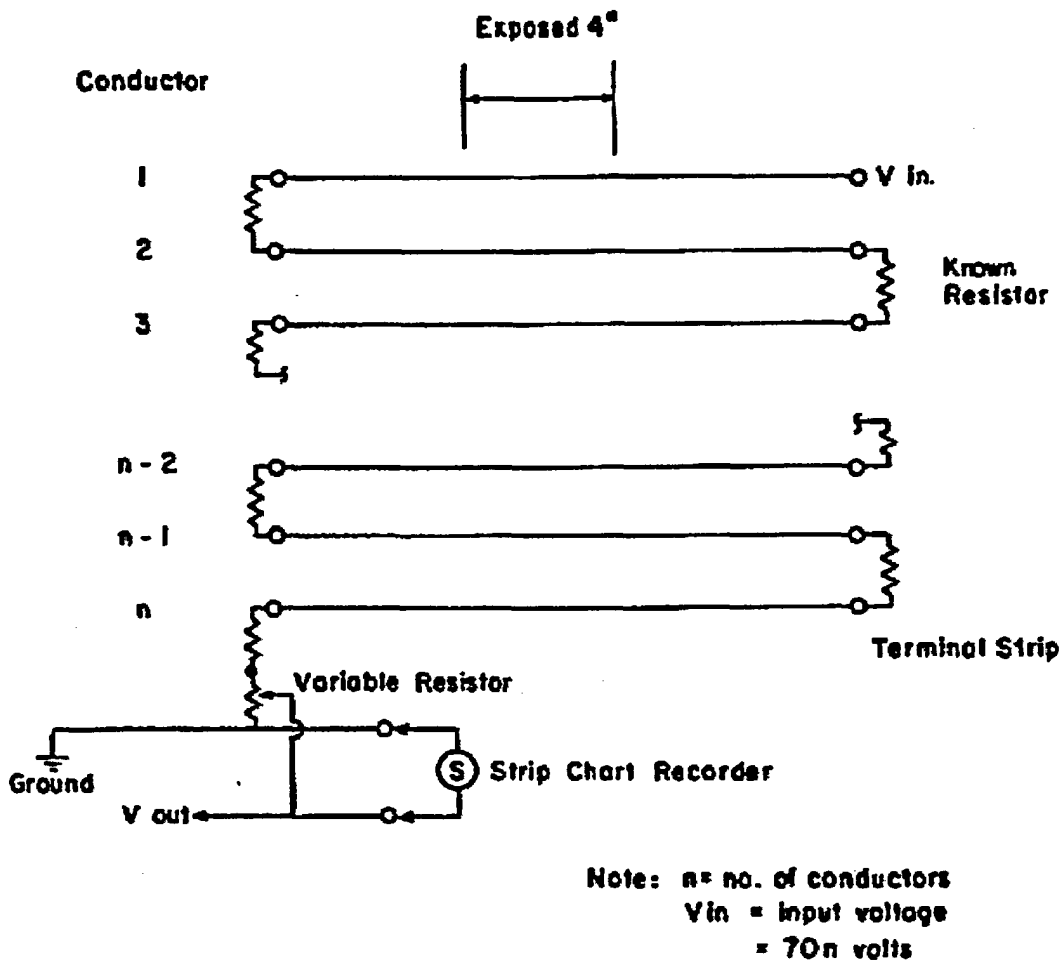 Exposed 4"
Conductor
1
V in.
2
Known
Resistor
3
n - 2
n - 1
n
Terminal Strip
Variable Resistor
S
Strip Chart Recorder
Ground
V out
Note: n= no. of conductors
Vin = input voltage
= 70n volts